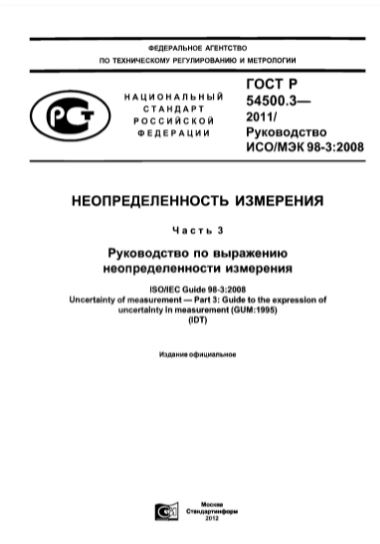 ФЕДЕРАЛЬНОЕ АГЕНТСТВО
ПО ТЕХНИЧЕСКОМУ РЕГУЛИРОВАНИЮ И МЕТРОЛОГИИ
НАЦИОНАЛЬНЫЙ
СТАНДАРТ
РОССИЙСКОЙ
ФЕДЕРАЦИИ
ГОСТ Р
54500.3—
2011/
Руководство
ИСО/МЭК 98-3:2008
НЕОПРЕДЕЛЕННОСТЬ ИЗМЕРЕНИЯ
Часть 3
Руководство по выражению
неопределенности измерения
ISO/IEC Guide 98-3:2008
Uncertainty of measurement — Part 3: Guide to the expression of
uncertainty in measurement (GUM:1995)
(IDT)
Издание официальное
Москва
Стандартинформ
2012